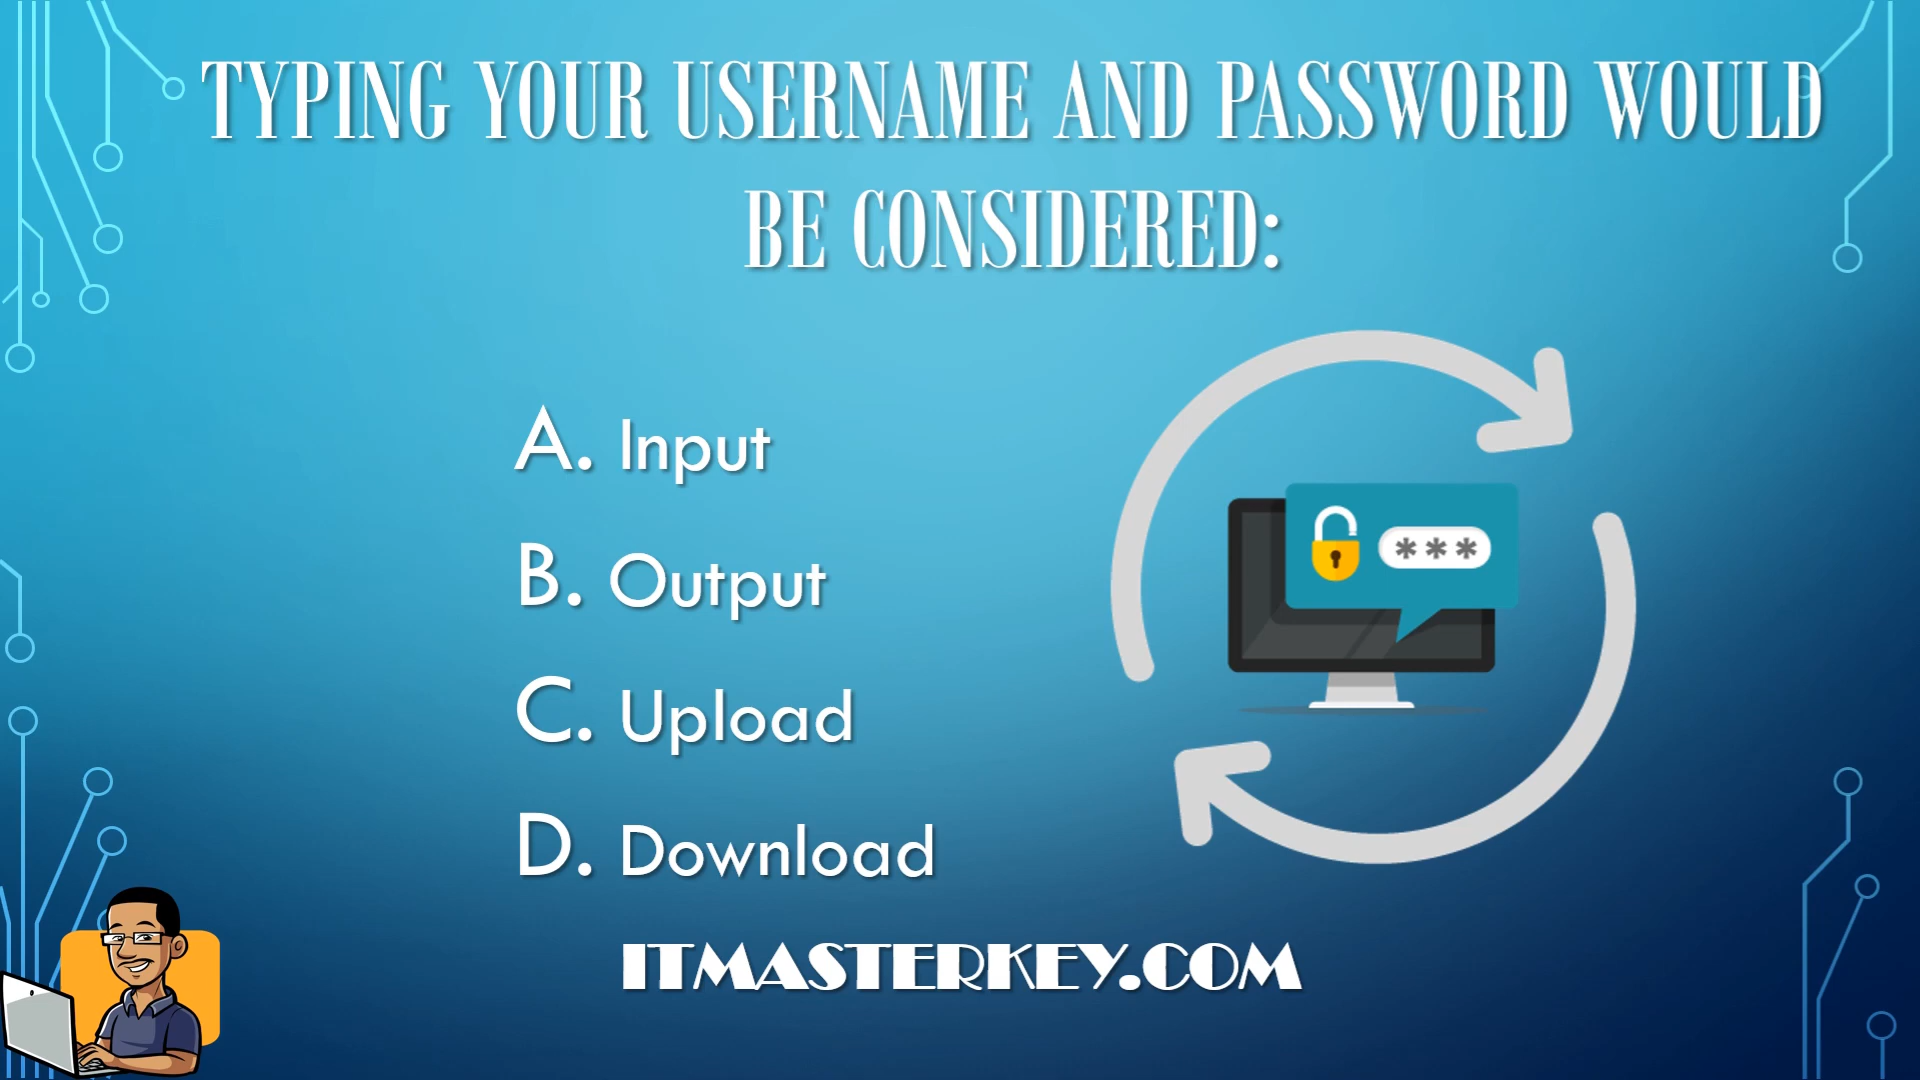 TYPING YOUR USERNAME AND PASSWORD WOULD
BE CONSIDERED:
A. Input
B. Output
C. Upload
D. Download
***
ITMASTERKEY.COM